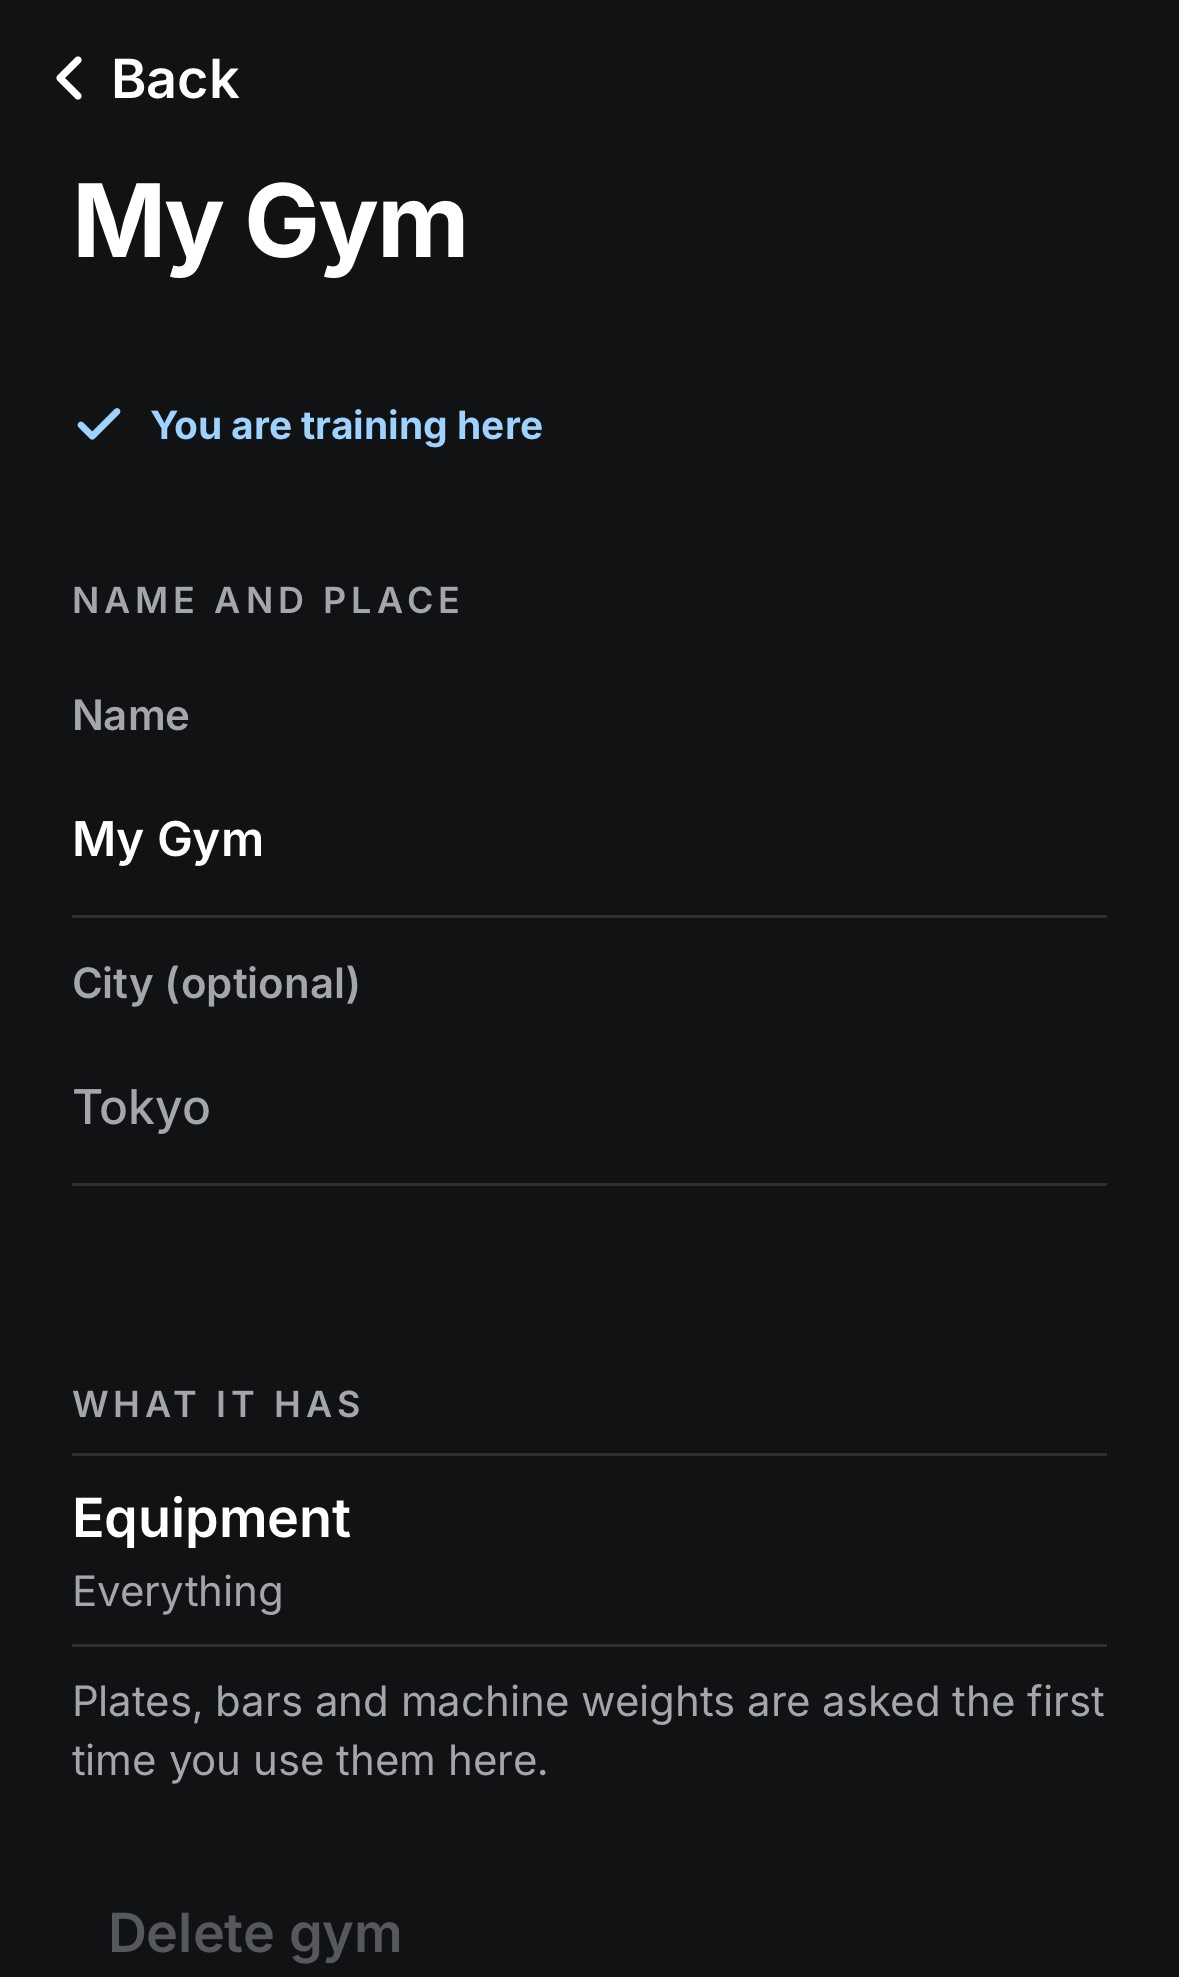 Back
My Gym
You are training here
NAME AND PLACE
Name
My Gym
City (optional)
Tokyo
WHAT IT HAS
Equipment
Everything
Plates, bars and machine weights are asked the first
time you use them here.
Delete gym